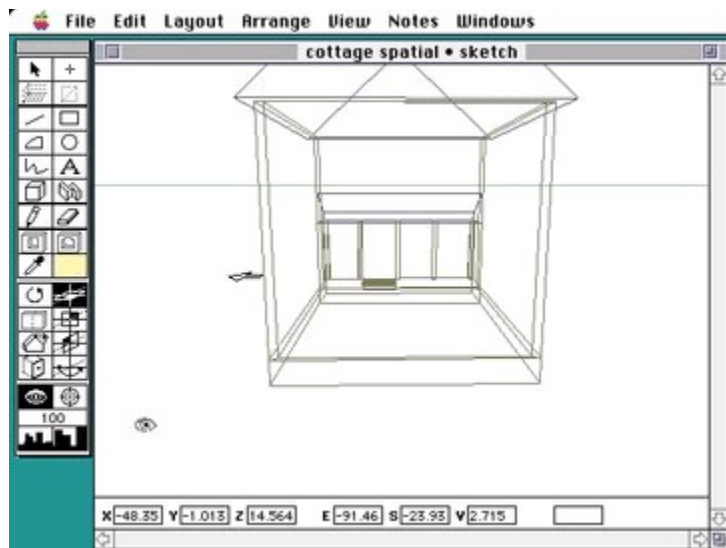 File Edit Layout Arrange View Notes Windows
cottage spatial • sketch
A
100
X -48.35 Y -1.013 Z 14.564 E -91.46 S -23.93 V 2.715